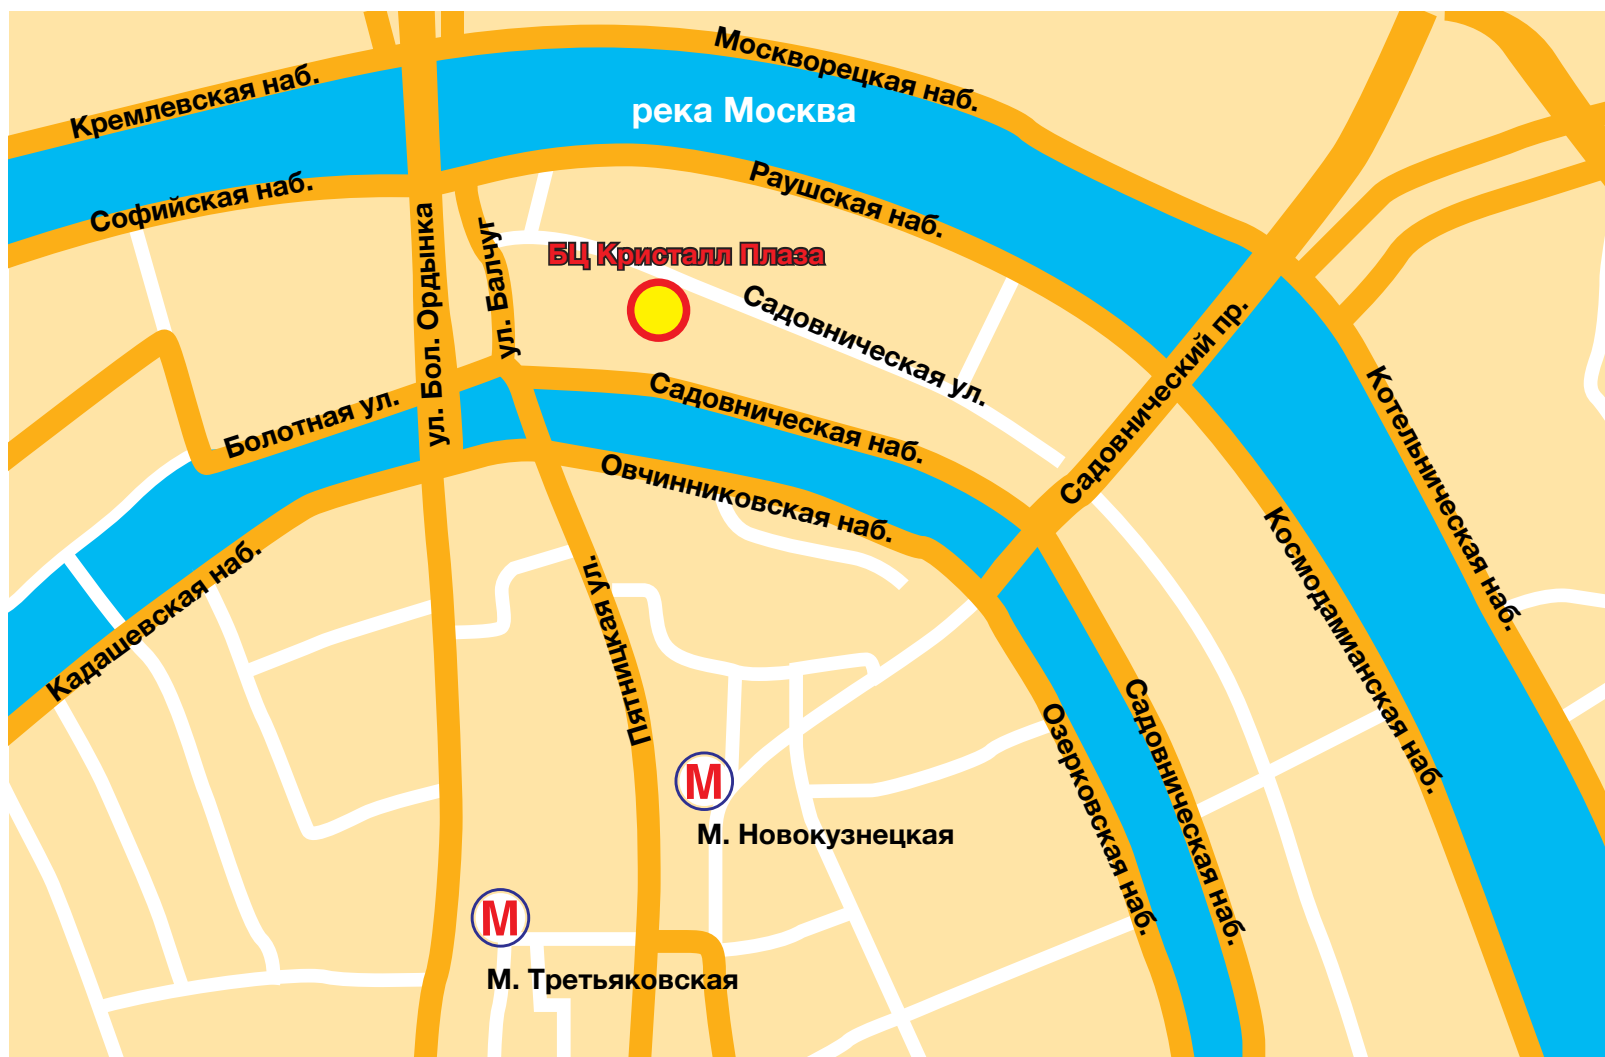 Москворецкая наб.
Кремлевская наб.
река Москва
Софийская наб.
Раушская наб.
ул. Бол. Ордынка
ул. Балчуг
БЦ Кристалл Плаза
Садовническая ул.
Садовнический пр.
Болотная ул.
Садовническая наб.
Котельническая наб.
Овчинниковская наб.
Космодамианская наб.
Кадашевская наб.
Пятницкая ул.
Озерковская наб.
Садовническая наб.
М
М. Новокузнецкая
М
М. Третьяковская